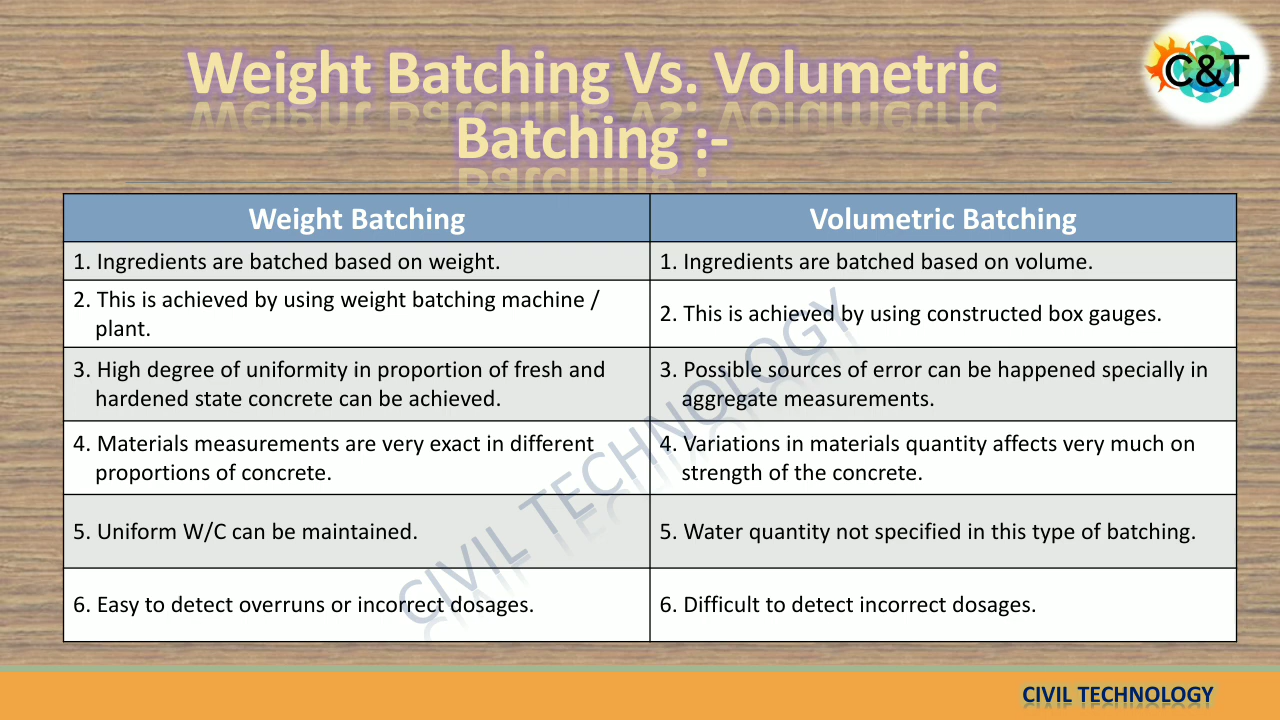 Weight Batching Vs. Volumetric
Batching :-
C&T
Weight Batching
Volumetric Batching
1. Ingredients are batched based on weight.
1. Ingredients are batched based on volume.
2. This is achieved by using weight batching machine /
plant.
2. This is achieved by using constructed box gauges.
3. High degree of uniformity in proportion of fresh and
hardened state concrete can be achieved.
3. Possible sources of error can be happened specially in
aggregate measurements.
4. Materials measurements are very exact in different
proportions of concrete.
4. Variations in materials quantity affects very much on
strength of the concrete.
5. Uniform W/C can be maintained.
5. Water quantity not specified in this type of batching.
6. Easy to detect overruns or incorrect dosages.
6. Difficult to detect incorrect dosages.
CIVIL TECHNOLOGY
CIVIL TECHNOLOGY